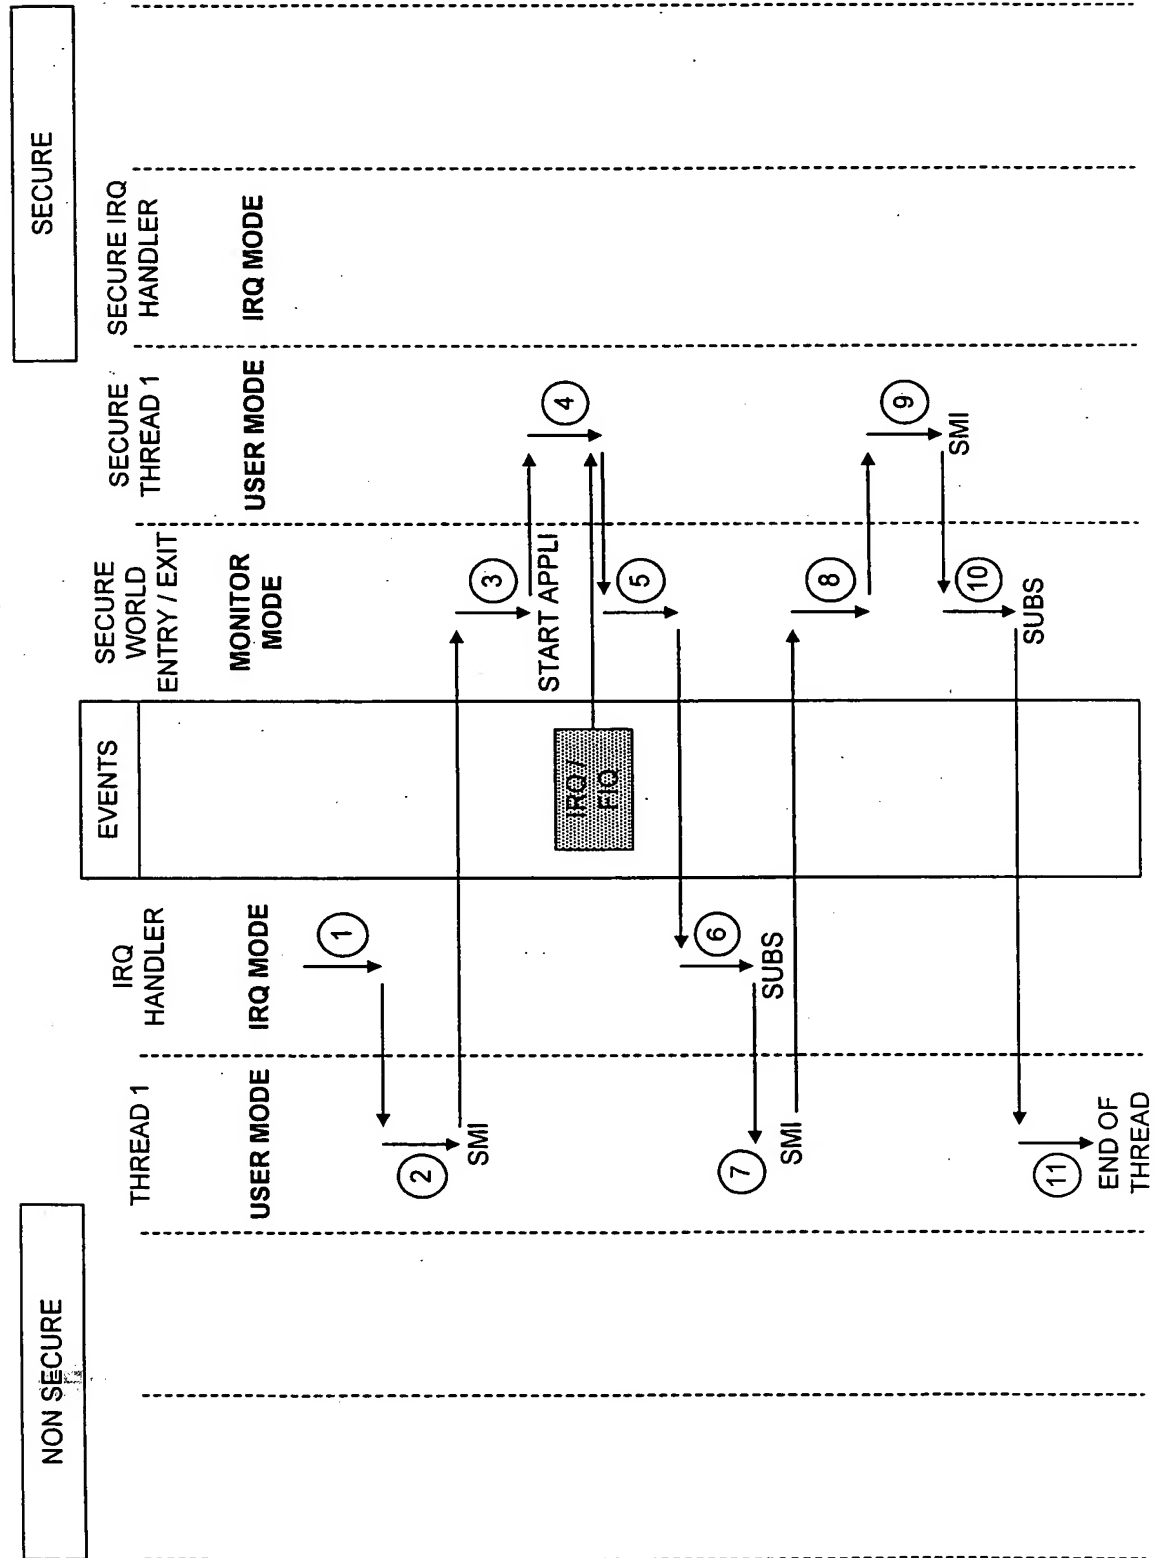 NON SECURE
SECURE
THREAD 1
USER MODE
IRQ
HANDLER
IRQ MODE
EVENTS
SECURE
WORLD
ENTRY / EXIT
MONITOR
MODE
SECURE
THREAD 1
USER MODE
SECURE IRQ
HANDLER
IRQ MODE
1
2
SMI
3
START APPLI
4
IRQ /
FIQ
5
6
SUBS
7
SMI
8
9
SMI
10
SUBS
11
END OF
THREAD